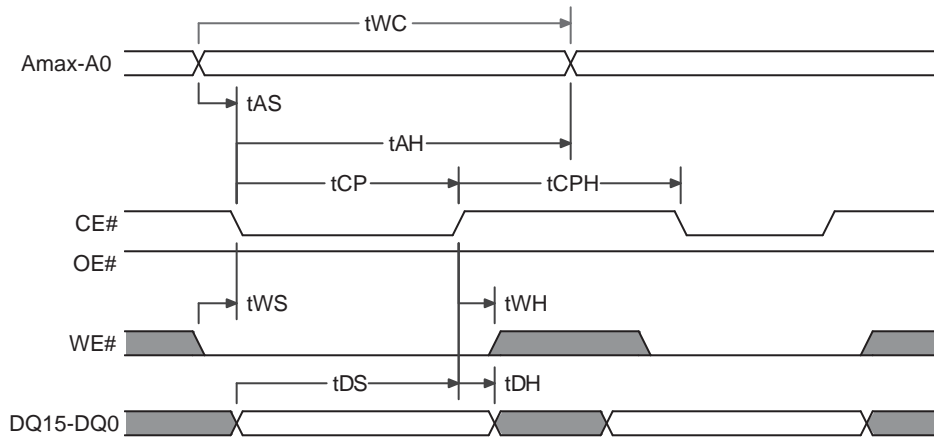 tWC
Amax-A0
tAS
tAH
tCP tCPH
CE#
OE#
tWS tWH
WE#
tDS tDH
DQ15-DQ0